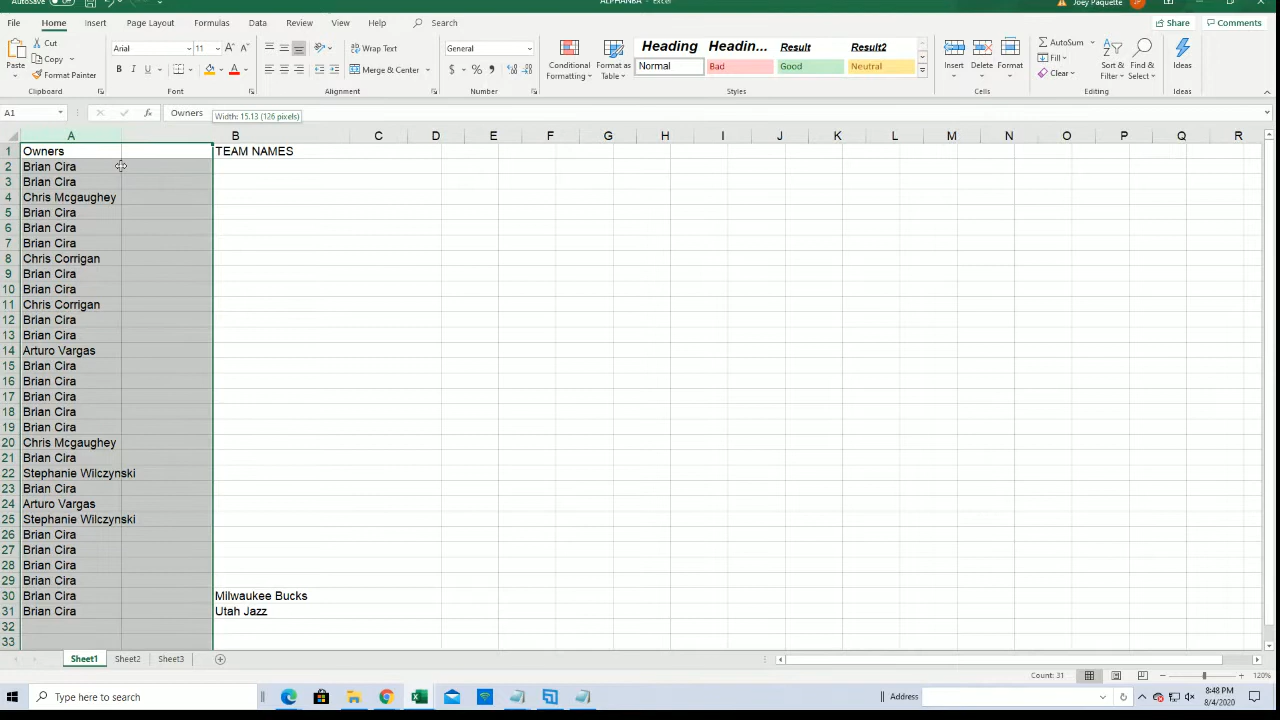 AutoSave Off ALPHANBA - Excel Joey Paquette
File Home Insert Page Layout Formulas Data Review View Help Search Share Comments
Paste Cut Copy Format Painter Clipboard
Arial 11 B I U A A Font
Wrap Text Merge & Center Alignment
General $ % , Number
Conditional Formatting Format as Table
Heading Headin... Result Result2
Normal Bad Good Neutral
Styles
Insert Delete Format Cells
AutoSum Fill Clear Sort & Filter Find & Select Editing
Ideas Ideas
A1 fx Owners Width: 15.13 (126 pixels)
A B C D E F G H I J K L M N O P Q R
1 Owners TEAM NAMES
2 Brian Cira
3 Brian Cira
4 Chris Mcgaughey
5 Brian Cira
6 Brian Cira
7 Brian Cira
8 Chris Corrigan
9 Brian Cira
10 Brian Cira
11 Chris Corrigan
12 Brian Cira
13 Brian Cira
14 Arturo Vargas
15 Brian Cira
16 Brian Cira
17 Brian Cira
18 Brian Cira
19 Brian Cira
20 Chris Mcgaughey
21 Brian Cira
22 Stephanie Wilczynski
23 Brian Cira
24 Arturo Vargas
25 Stephanie Wilczynski
26 Brian Cira
27 Brian Cira
28 Brian Cira
29 Brian Cira
30 Brian Cira Milwaukee Bucks
31 Brian Cira Utah Jazz
32
33
Sheet1 Sheet2 Sheet3
Count: 31 120%
Type here to search Address 8:48 PM
8/4/2020